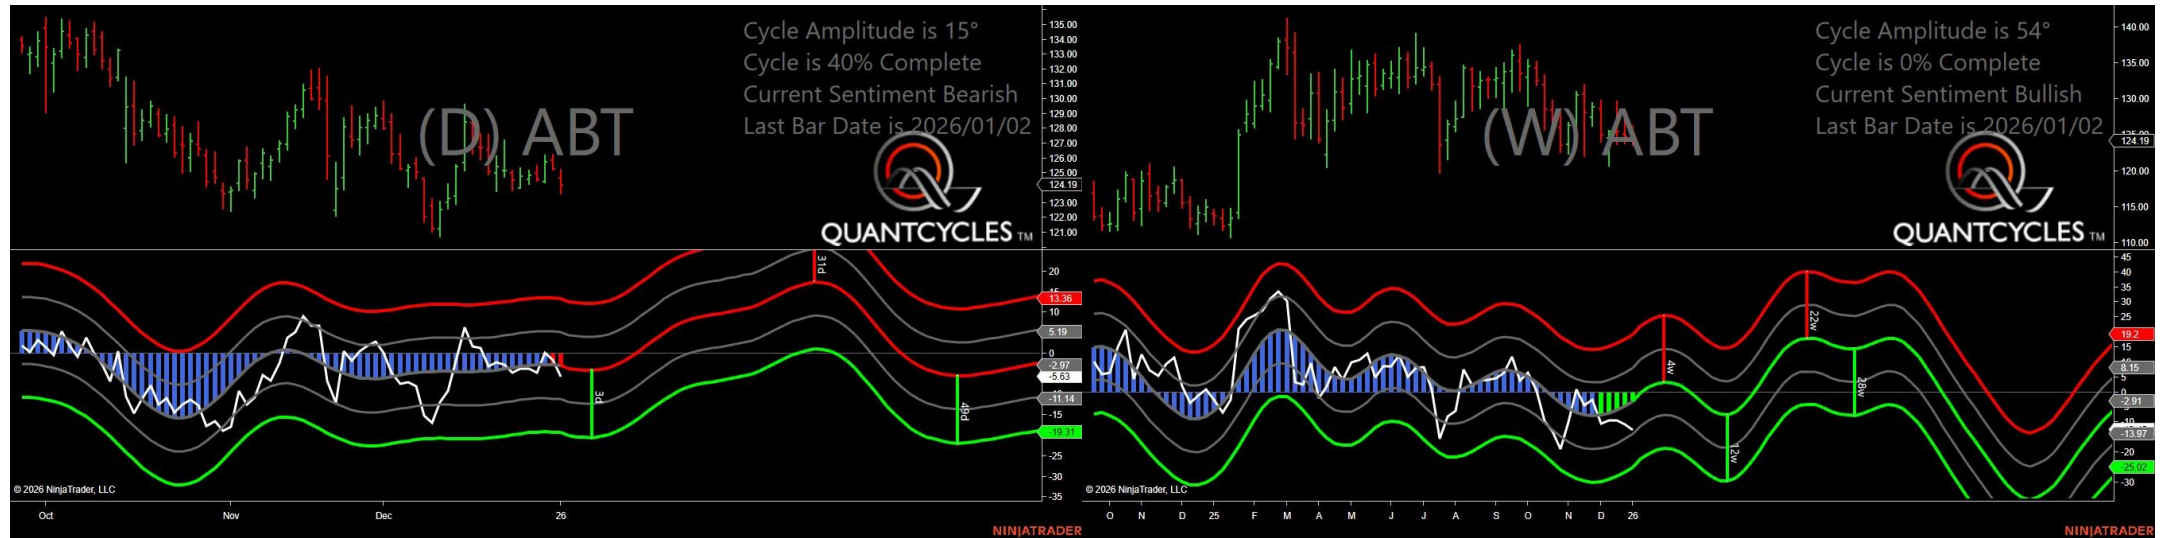 Cycle Amplitude is 15°
Cycle is 40% Complete
Current Sentiment Bearish
Last Bar Date is 2026/01/02
(D) ABT
QUANTCYCLES TM
135.00
134.00
132.00
131.00
130.00
129.00
128.00
127.00
126.00
125.00
124.19
123.00
122.00
121.00
31d
3d
49d
20
15
13.36
10
5.19
0
-2.97
-5.63
-11.14
-15
-19.31
-25
-30
-35
© 2026 NinjaTrader, LLC
Oct
Nov
Dec
26
NINJATRADER
Cycle Amplitude is 54°
Cycle is 0% Complete
Current Sentiment Bullish
Last Bar Date is 2026/01/02
(W) ABT
QUANTCYCLES TM
140.00
135.00
130.00
125.00
124.19
120.00
115.00
110.00
4w
12w
22w
28w
45
40
35
30
25
19.2
15
8.15
5
-2.91
-13.97
-20
-25.02
-30
© 2026 NinjaTrader, LLC
O N D 25 F M A M J J A S O N D 26
NINJATRADER